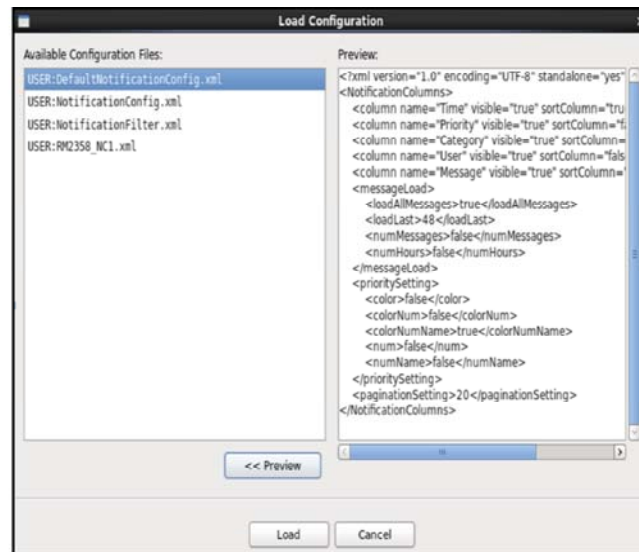 Load Configuration
Available Configuration Files:
USER:DefaultNotificationConfig.xml
USER:NotificationConfig.xml
USER:NotificationFilter.xml
USER:RM2358_NC1.xml
<< Preview
Preview:
<?xml version="1.0" encoding="UTF-8" standalone="yes"
<NotificationColumns>
<column name="Time" visible="true" sortColumn="tru
<column name="Priority" visible="true" sortColumn="fa
<column name="Category" visible="true" sortColumn=
<column name="User" visible="true" sortColumn="fals
<column name="Message" visible="true" sortColumn="
<messageLoad>
<loadAllMessages>true</loadAllMessages>
<loadLast>48</loadLast>
<numMessages>false</numMessages>
<numHours>false</numHours>
</messageLoad>
<prioritySetting>
<color>false</color>
<colorNum>false</colorNum>
<colorNumName>true</colorNumName>
<num>false</num>
<numName>false</numName>
</prioritySetting>
<paginationSetting>20</paginationSetting>
</NotificationColumns>
Load
Cancel